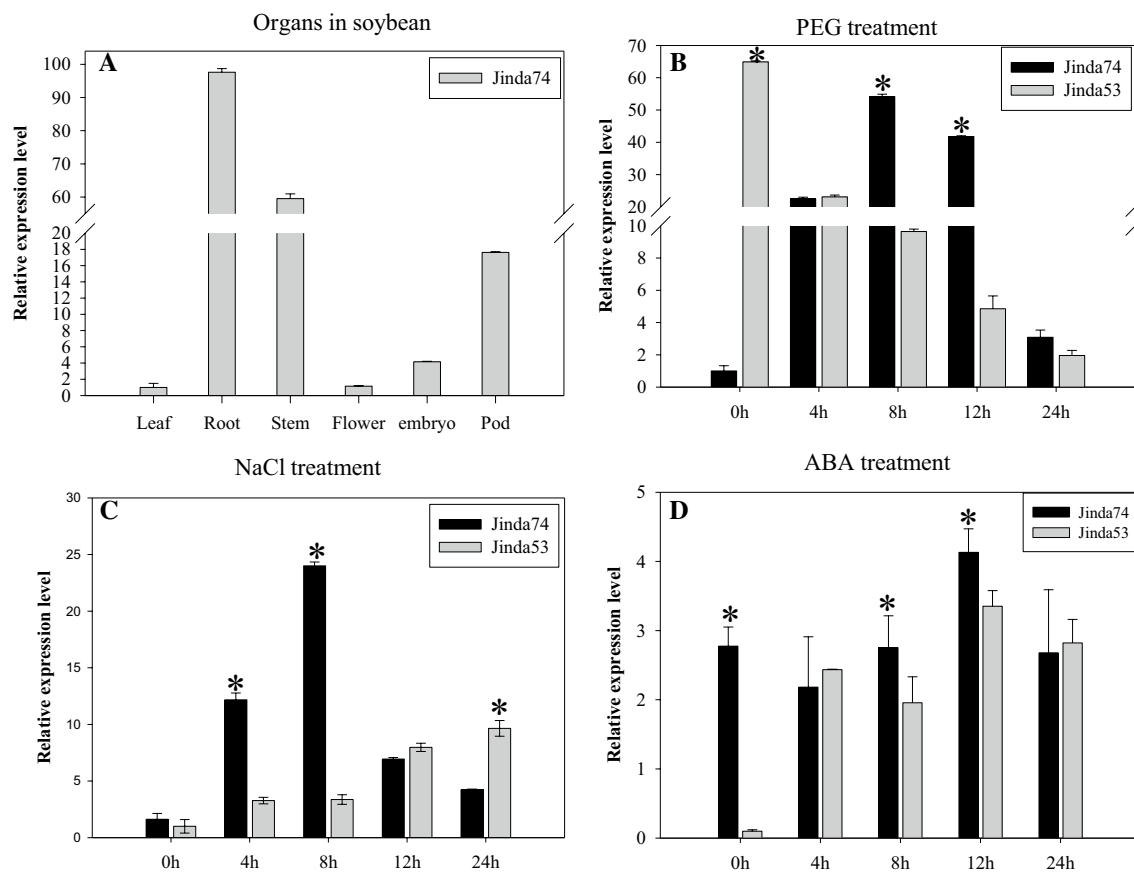 Organs in soybean
A
Jinda74
Relative expression level
100
90
80
70
60
20
18
16
14
12
10
8
6
4
2
0
Leaf Root Stem Flower embryo Pod
PEG treatment
B
Jinda74
Jinda53
Relative expression level
70
60
50
40
30
20
10
8
6
4
2
0
* * *
0h 4h 8h 12h 24h
NaCl treatment
C
Jinda74
Jinda53
Relative expression level
30
25
20
15
10
5
0
* * *
0h 4h 8h 12h 24h
ABA treatment
D
Jinda74
Jinda53
Relative expression level
5
4
3
2
1
0
* * *
0h 4h 8h 12h 24h